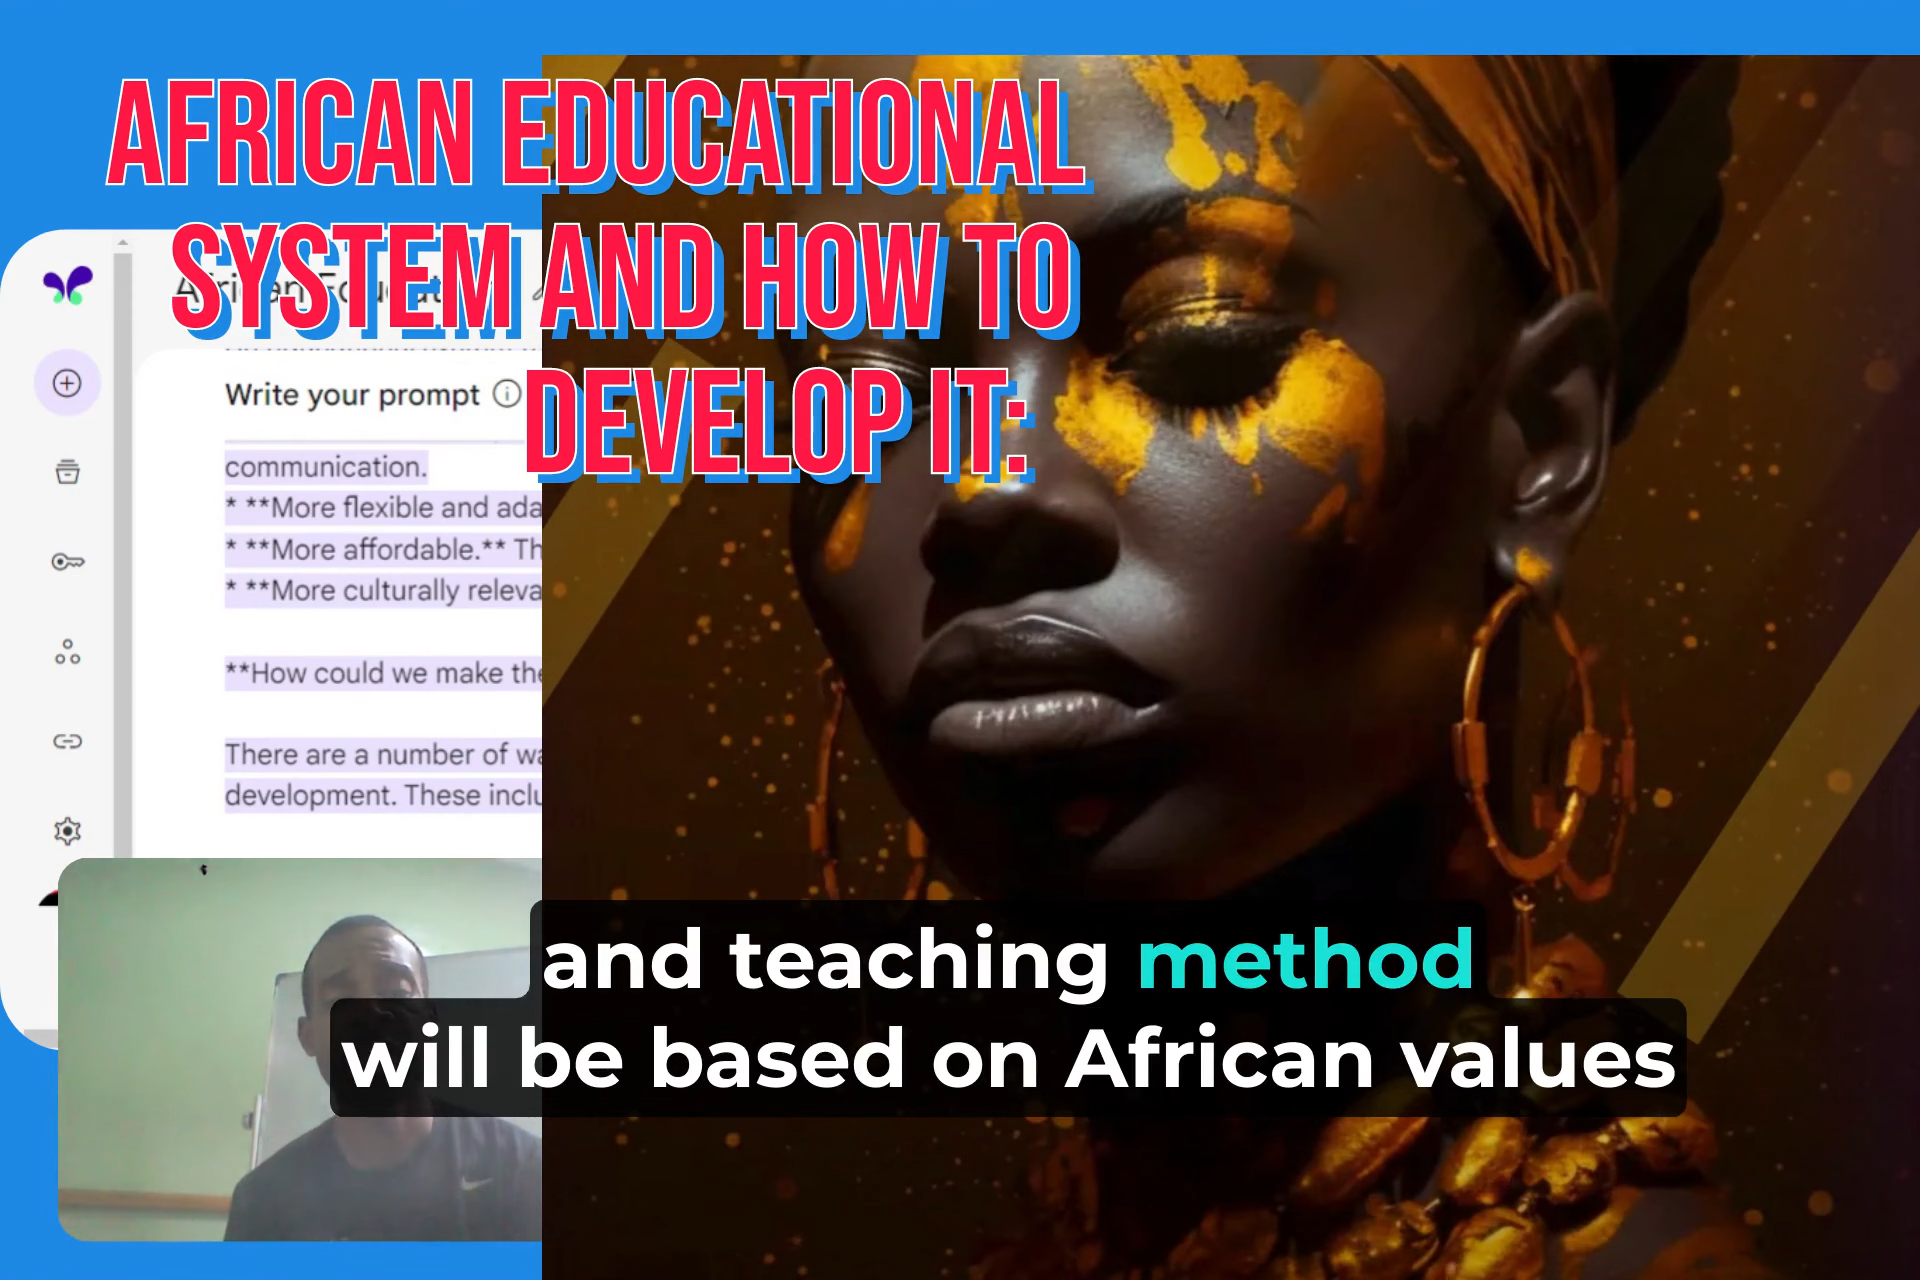 AFRICAN EDUCATIONAL
SYSTEM AND HOW TO
DEVELOP IT:
Write your prompt
communication.
* **More flexible and ada
* **More affordable.** Th
* **More culturally releva
**How could we make the
There are a number of wa
development. These inclu
and teaching method
will be based on African values